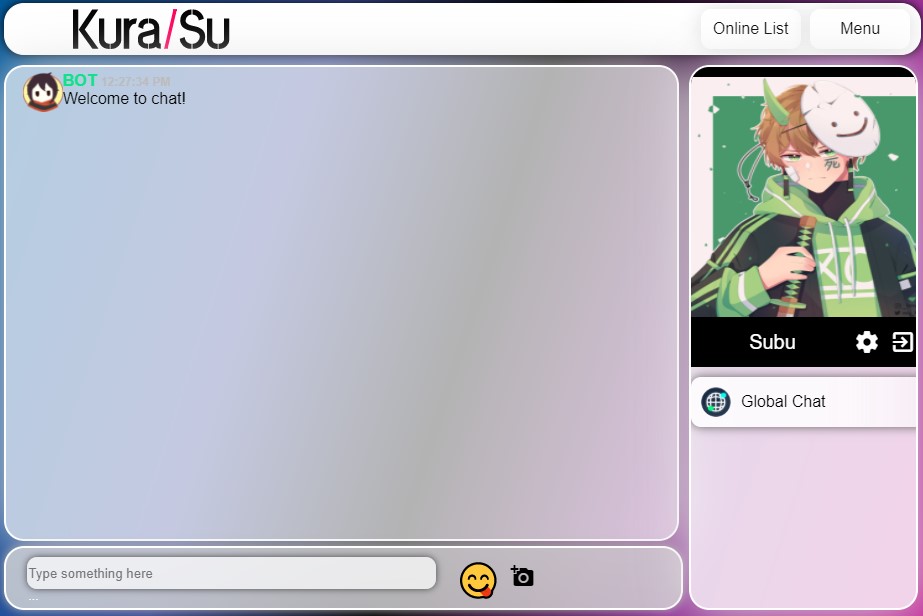 Kura/Su
Online List
Menu
BOT 12:27:34 PM
Welcome to chat!
死
Subu
Global Chat
Type something here
...